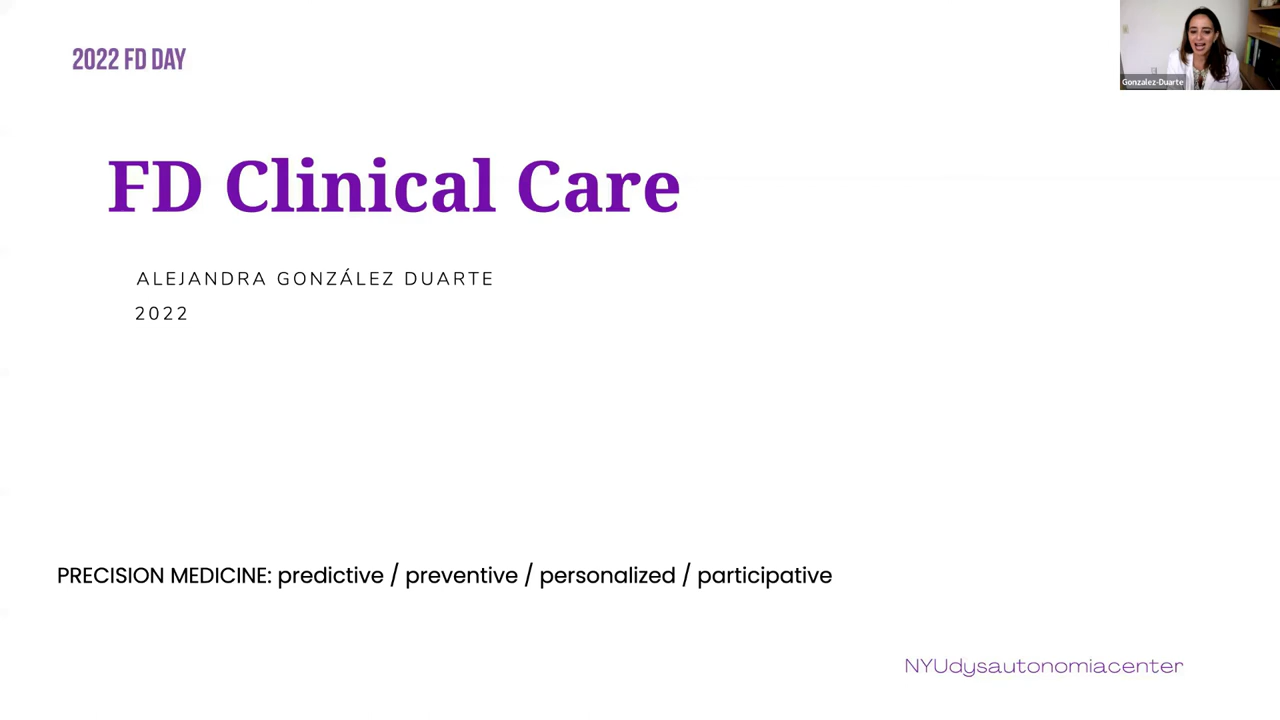 2022 FD DAY
Gonzalez-Duarte
FD Clinical Care
ALEJANDRA GONZÁLEZ DUARTE
2022
PRECISION MEDICINE: predictive / preventive / personalized / participative
NYUdysautonomiacenter